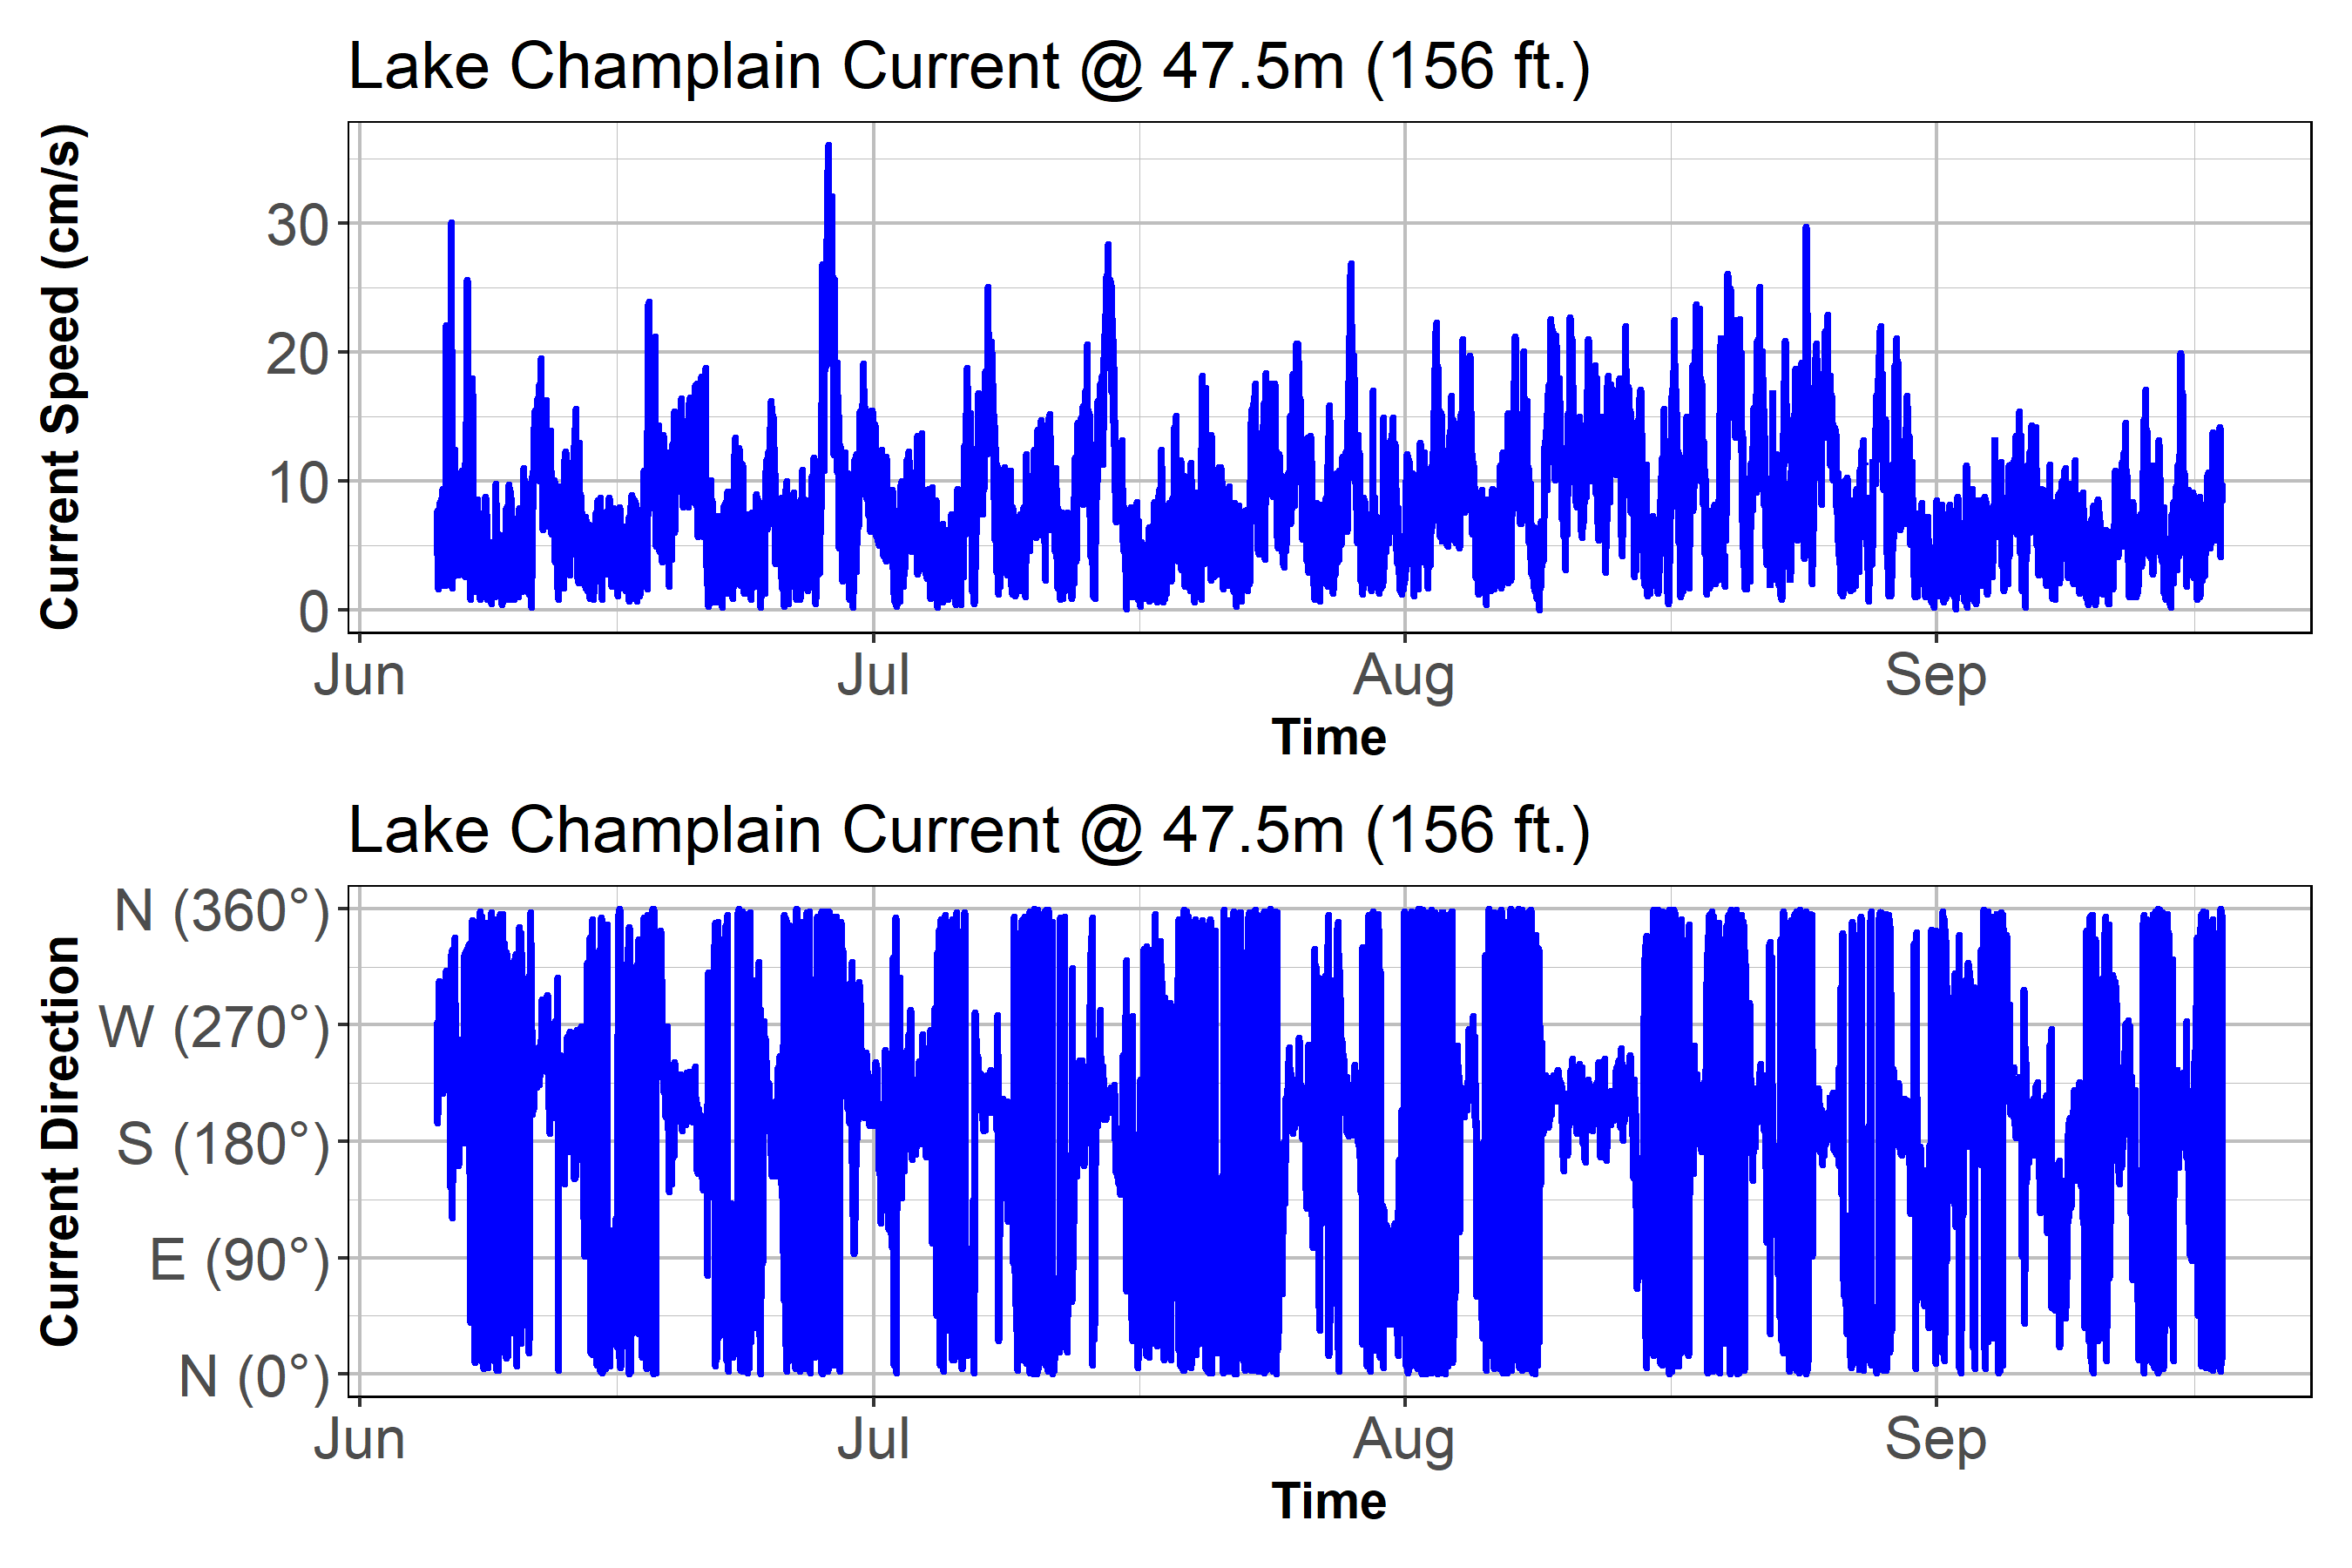 Lake Champlain Current @ 47.5m (156 ft.)
Current Speed (cm/s)
30
20
10
0
Jun Jul Aug Sep
Time
Lake Champlain Current @ 47.5m (156 ft.)
Current Direction
N (360°)
W (270°)
S (180°)
E (90°)
N (0°)
Jun Jul Aug Sep
Time